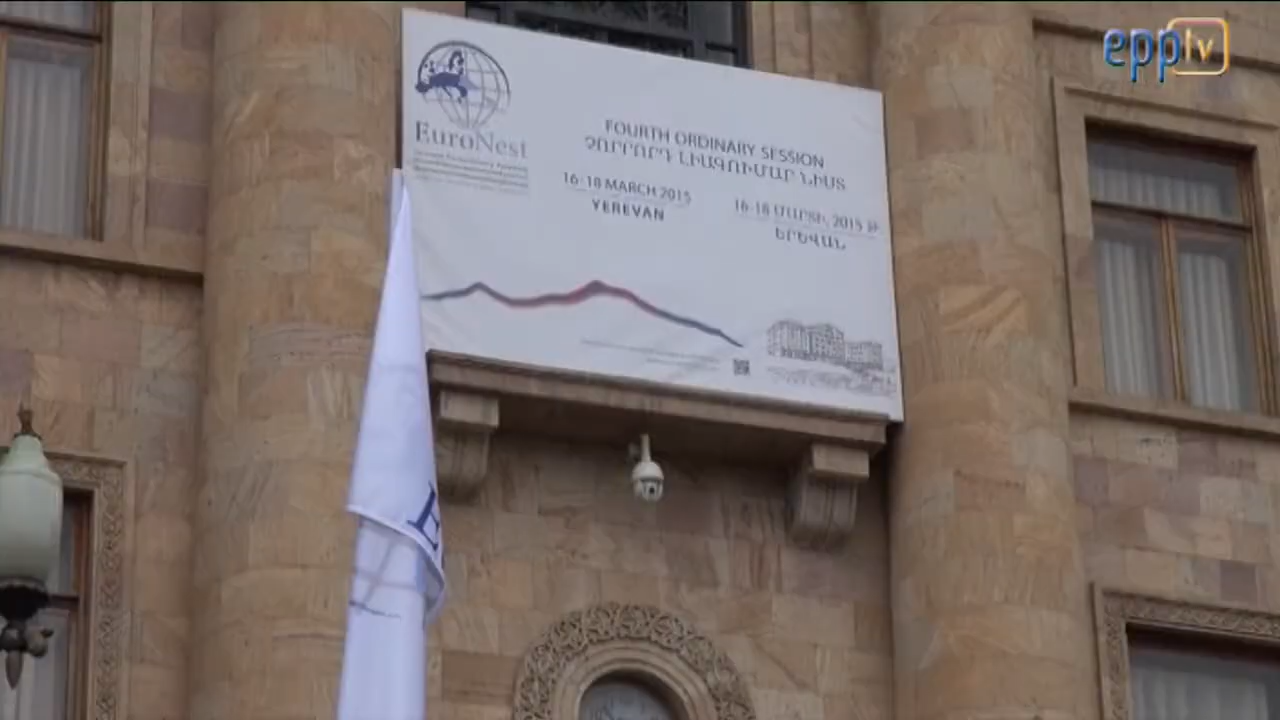 epptv
EuroNest
FOURTH ORDINARY SESSION
ՉՈՐՐՈՐԴ ԼԻԱԳՈՒՄԱՐ ՆԻՍՏ
16-18 MARCH 2015
YEREVAN
16-18 ՄԱՐՏԻ, 2015 Թ
ԵՐԵՎԱՆ
E